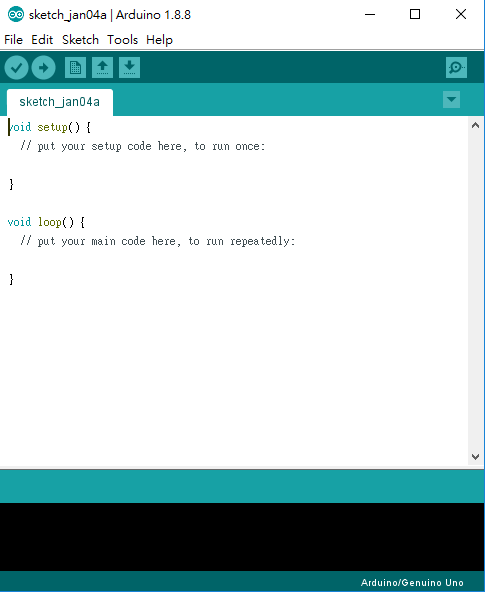 sketch_jan04a | Arduino 1.8.8
File Edit Sketch Tools Help
sketch_jan04a
void setup() {
  // put your setup code here, to run once:
}
void loop() {
  // put your main code here, to run repeatedly:
}
Arduino/Genuino Uno